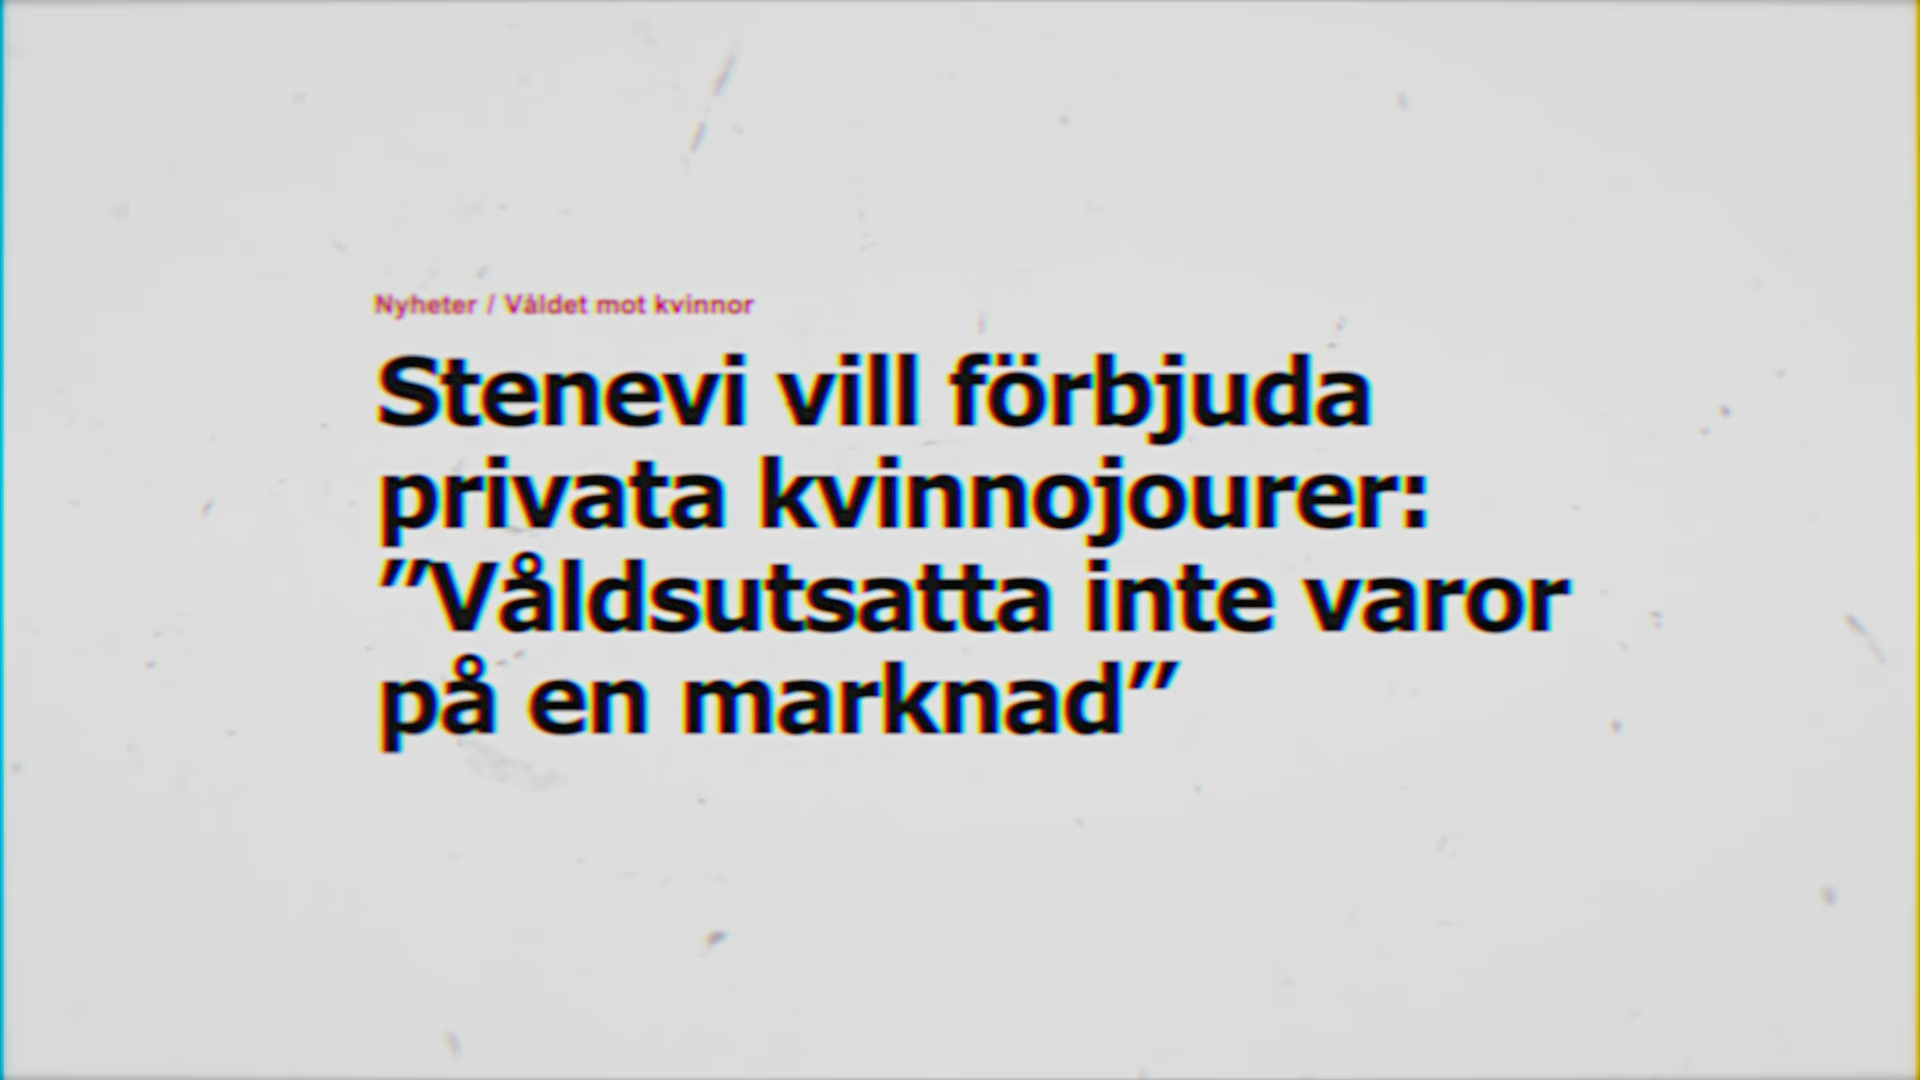 Nyheter / Våldet mot kvinnor
Stenevi vill förbjuda
privata kvinnojourer:
”Våldsutsatta inte varor
på en marknad”